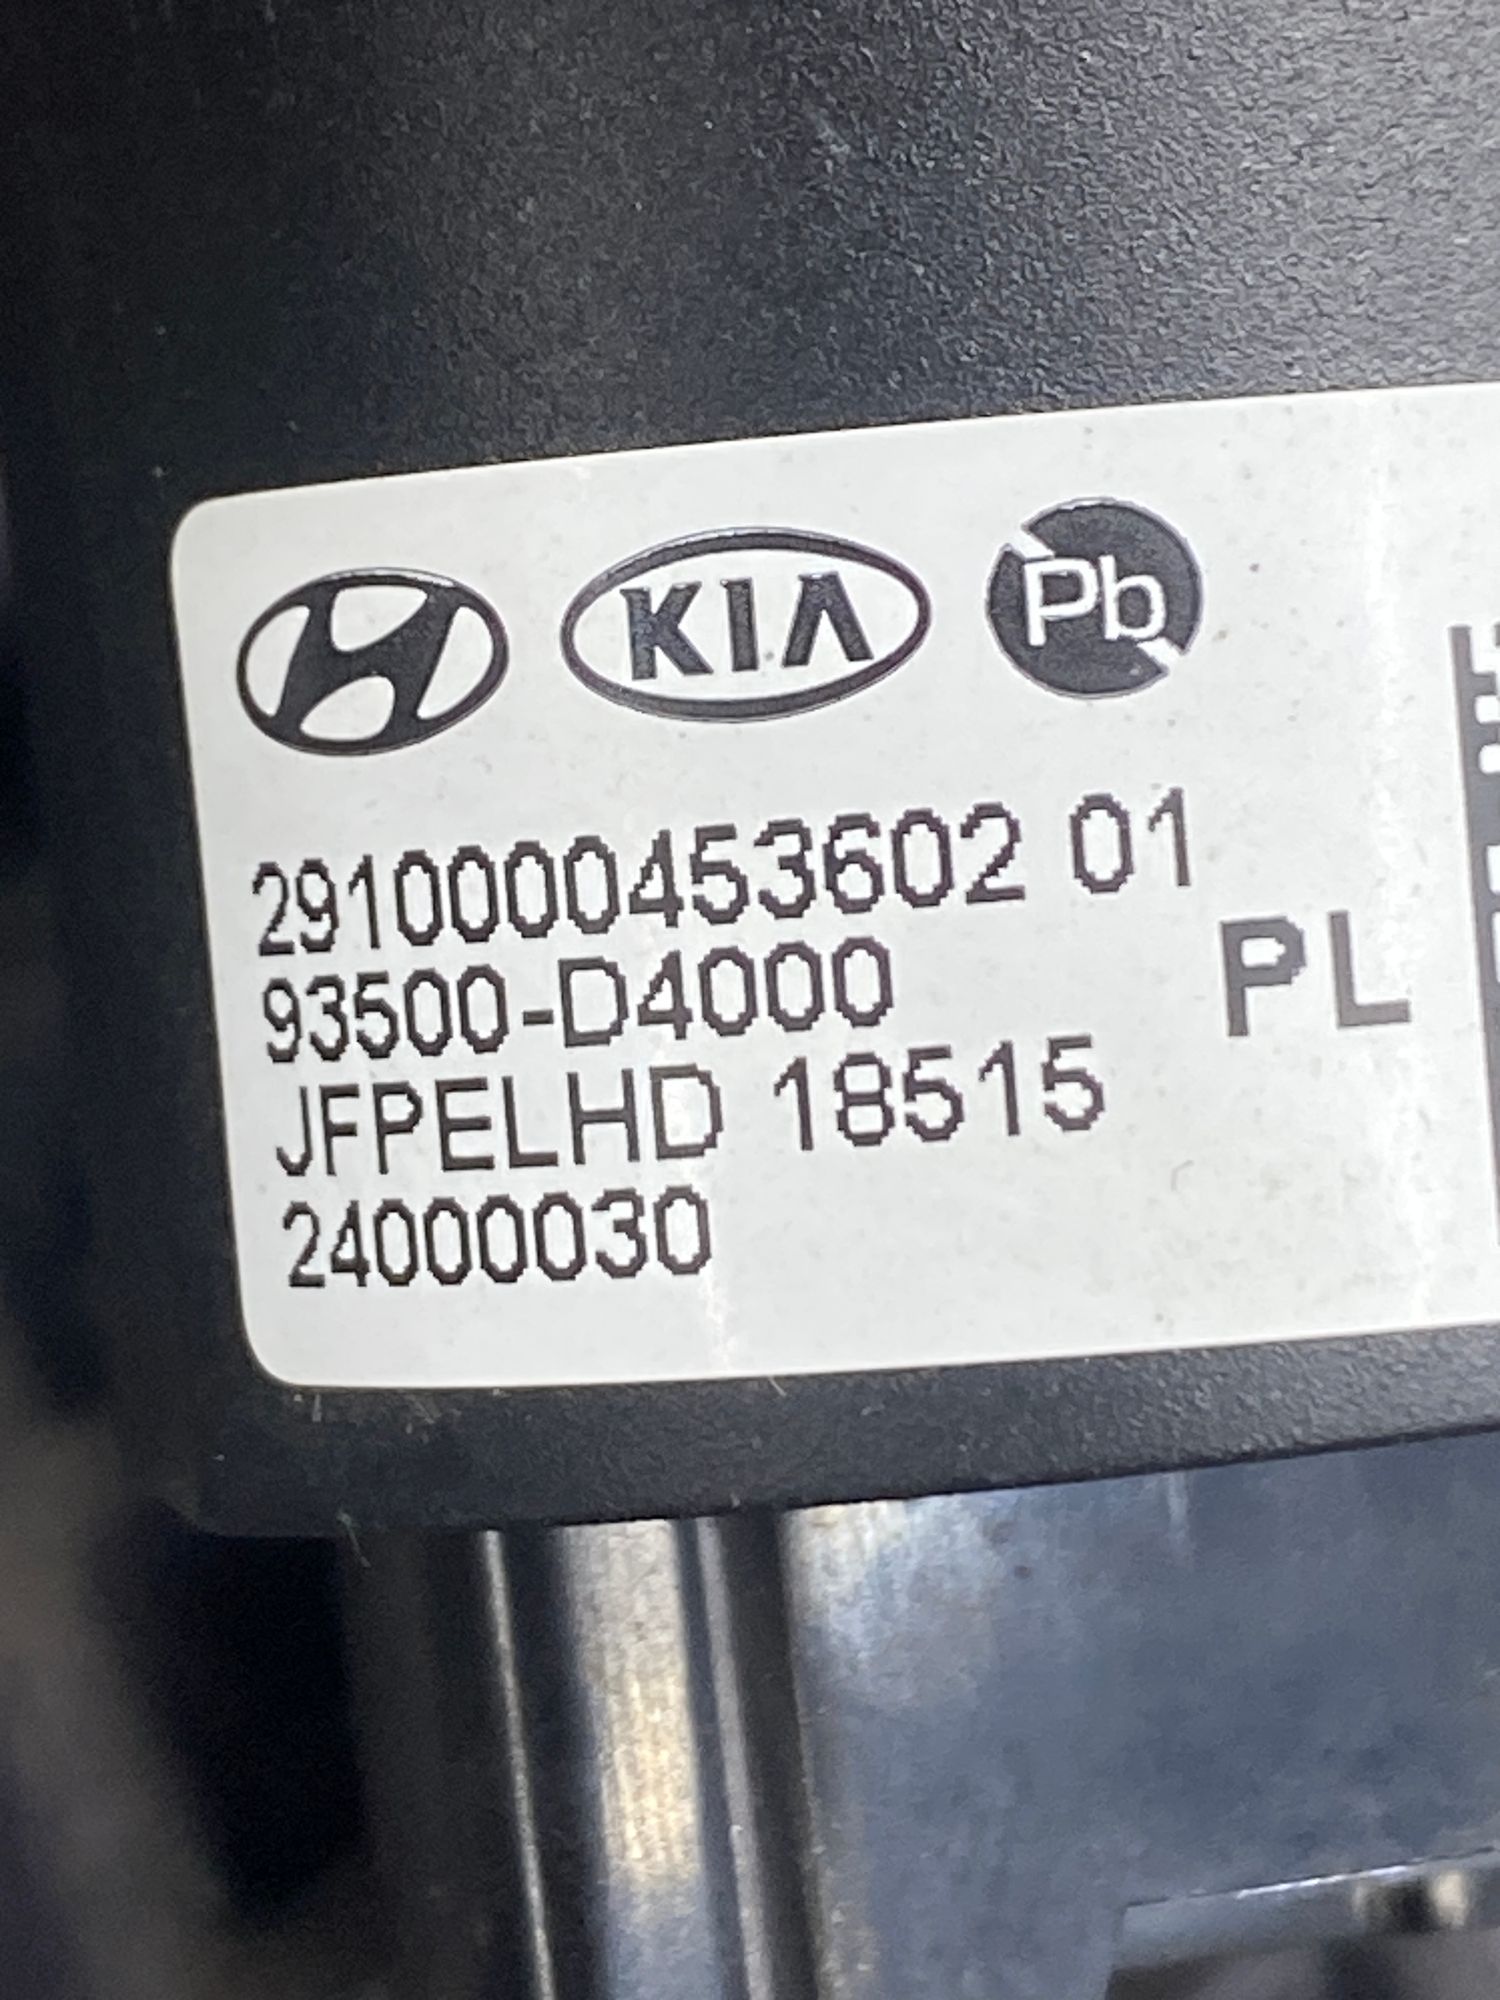 KIA Pb
2910000453602 01
93500-D4000 PL
JFPELHD 18515
24000030